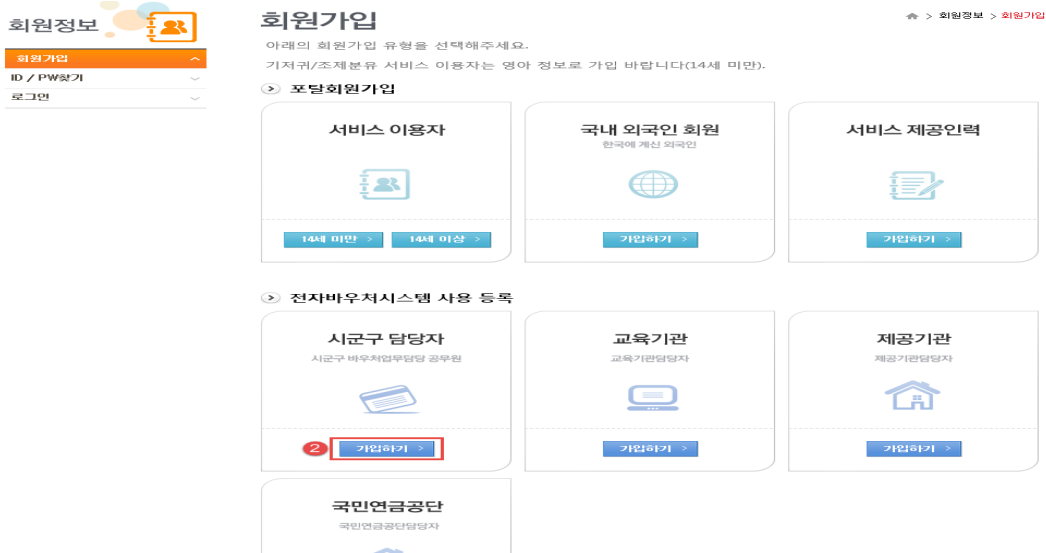 회원정보
회원가입
ID / PW찾기
로그인
회원가입
> 회원정보 > 회원가입
아래의 회원가입 유형을 선택해주세요.
기저귀/조제분유 서비스 이용자는 영아 정보로 가입 바랍니다(14세 미만).
포탈회원가입
서비스 이용자
14세 미만 >
14세 이상 >
국내 외국인 회원
한국에 계신 외국인
가입하기 >
서비스 제공인력
가입하기 >
전자바우처시스템 사용 등록
시군구 담당자
시군구 바우처업무담당 공무원
2 가입하기 >
교육기관
교육기관담당자
가입하기 >
제공기관
제공기관담당자
가입하기 >
국민연금공단
국민연금공단담당자